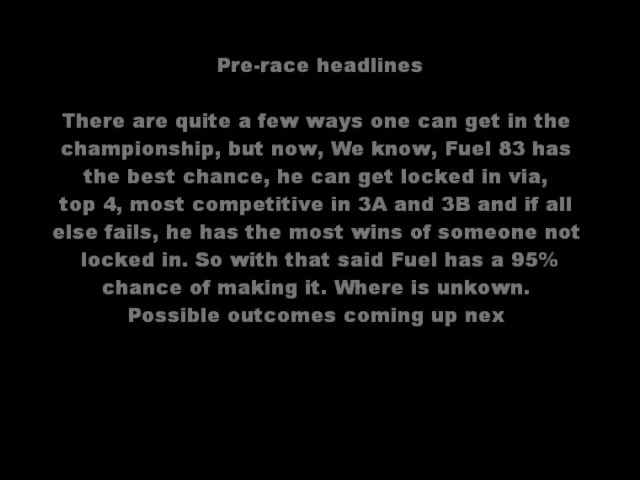 Pre-race headlines
There are quite a few ways one can get in the
championship, but now, We know, Fuel 83 has
the best chance, he can get locked in via,
top 4, most competitive in 3A and 3B and if all
else fails, he has the most wins of someone not
locked in. So with that said Fuel has a 95%
chance of making it. Where is unkown.
Possible outcomes coming up nex